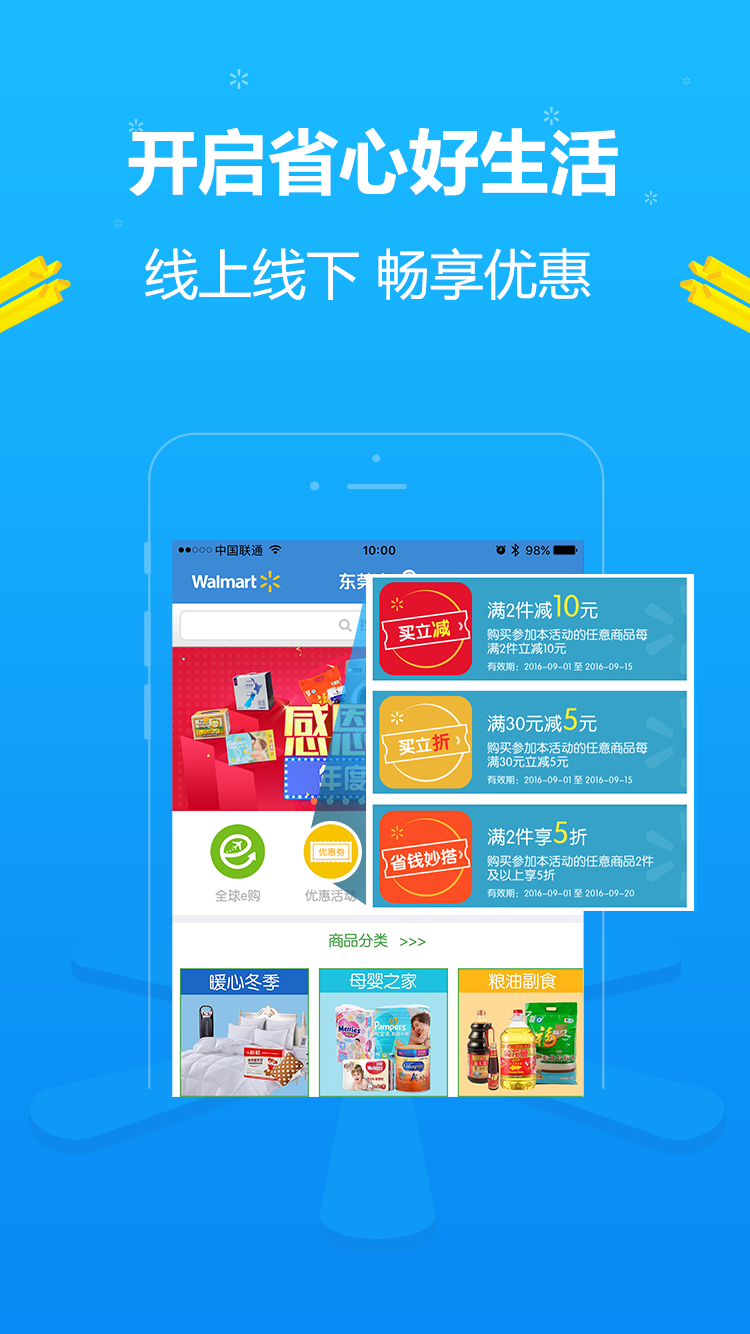 开启省心好生活
线上线下 畅享优惠
中国联通
10:00
98%
Walmart
东莞
满2件减10元
买立减
购买参加本活动的任意商品每
满2件立减10元
有效期：2016-09-01 至 2016-09-15
满30元减5元
买立折
购买参加本活动的任意商品每
满30元立减5元
有效期：2016-09-01 至 2016-09-15
满2件享5折
省钱妙搭
购买参加本活动的任意商品2件
及以上享5折
有效期：2016-09-01 至 2016-09-20
感恩
年度
优惠券
全球e购
优惠活动
商品分类 >>>
暖心冬季
母婴之家
粮油副食
Merries
Pampers
Huggies
福